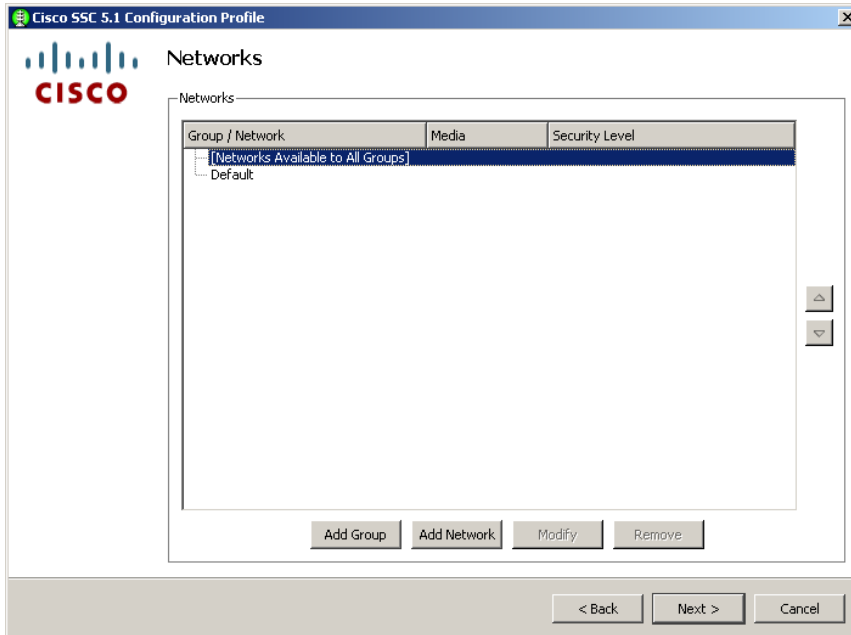 Cisco SSC 5.1 Configuration Profile
CISCO
Networks
Networks
Group / Network Media Security Level
[Networks Available to All Groups]
Default
Add Group Add Network Modify Remove
< Back Next > Cancel